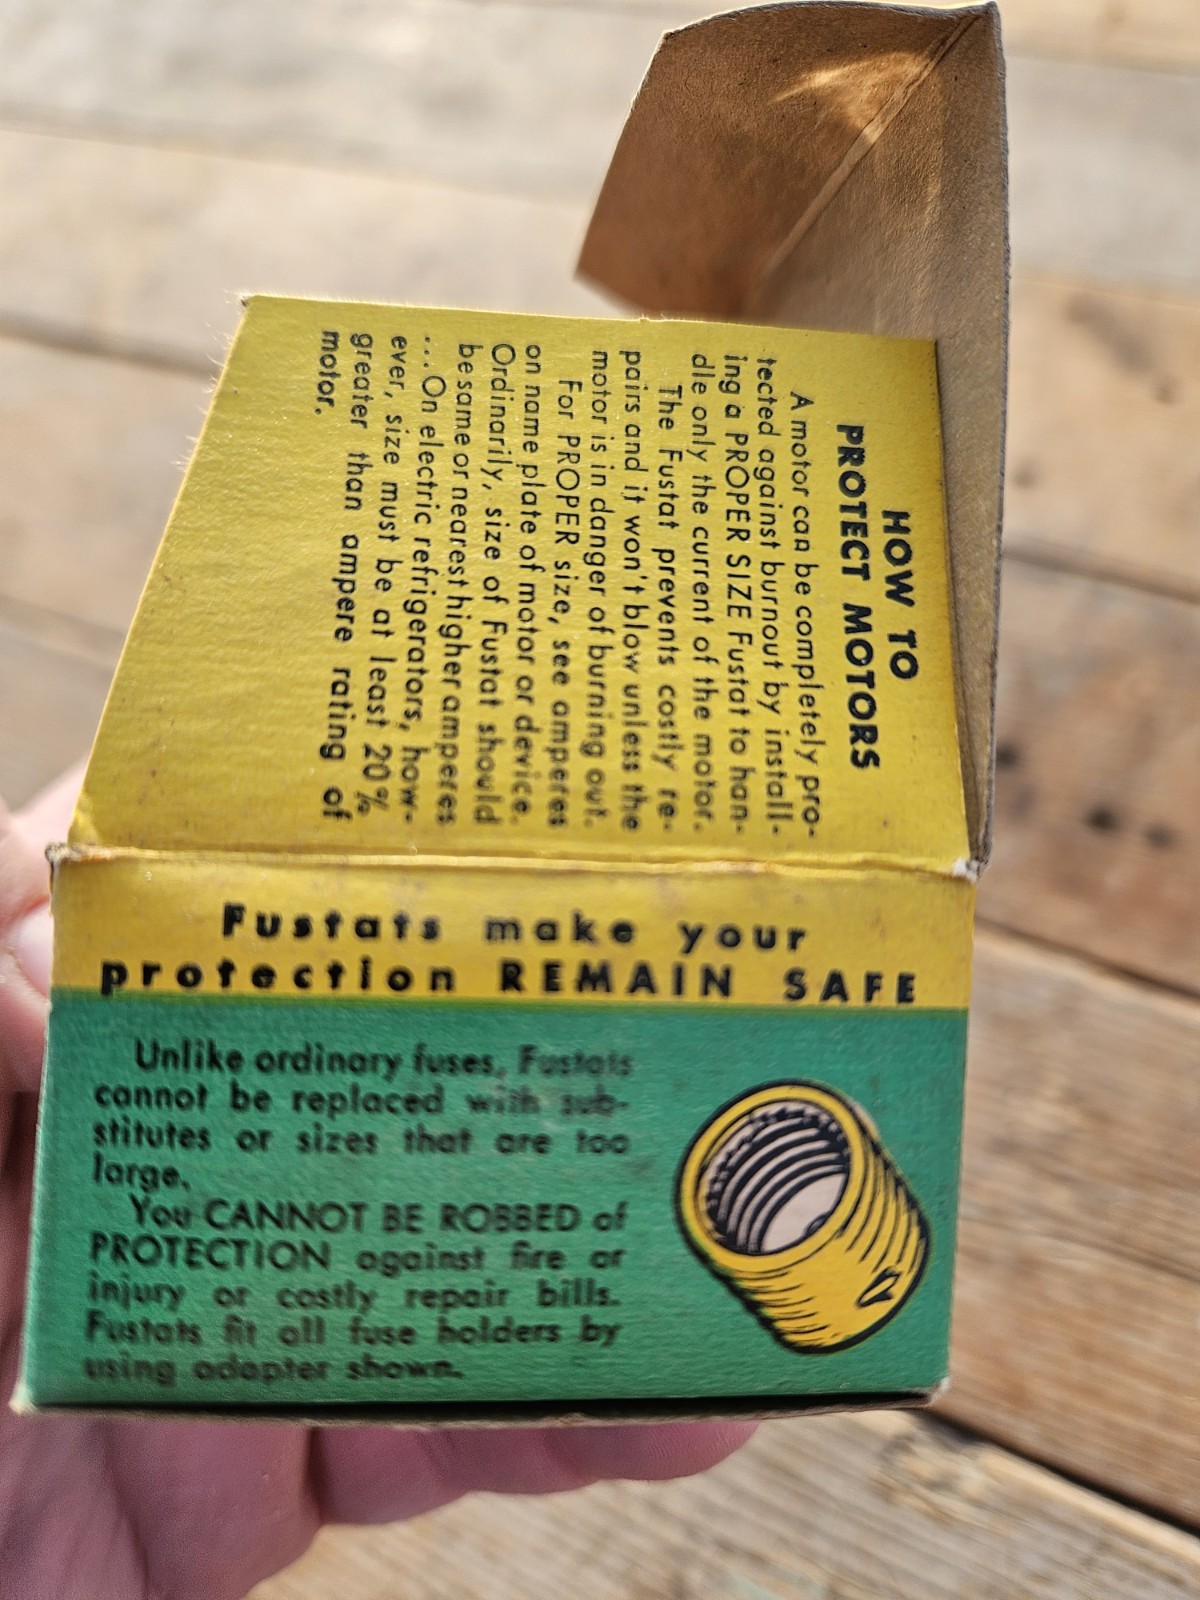 HOW TO
PROTECT MOTORS
A motor can be completely pro-
tected against burnout by install-
ing a PROPER SIZE Fustat to han-
dle only the current of the motor.
The Fustat prevents costly re-
pairs and it won't blow unless the
motor is in danger of burning out.
For PROPER size, see amperes
on name plate of motor or device.
Ordinarily, size of Fustat should
be same or nearest higher amperes
...On electric refrigerators, how-
ever, size must be at least 20%
greater than ampere rating of
motor.
Fustats make your
protection REMAIN SAFE
Unlike ordinary fuses, Fustats
cannot be replaced with sub-
stitutes or sizes that are too
large.
You CANNOT BE ROBBED of
PROTECTION against fire or
injury or costly repair bills.
Fustats fit all fuse holders by
using adapter shown.